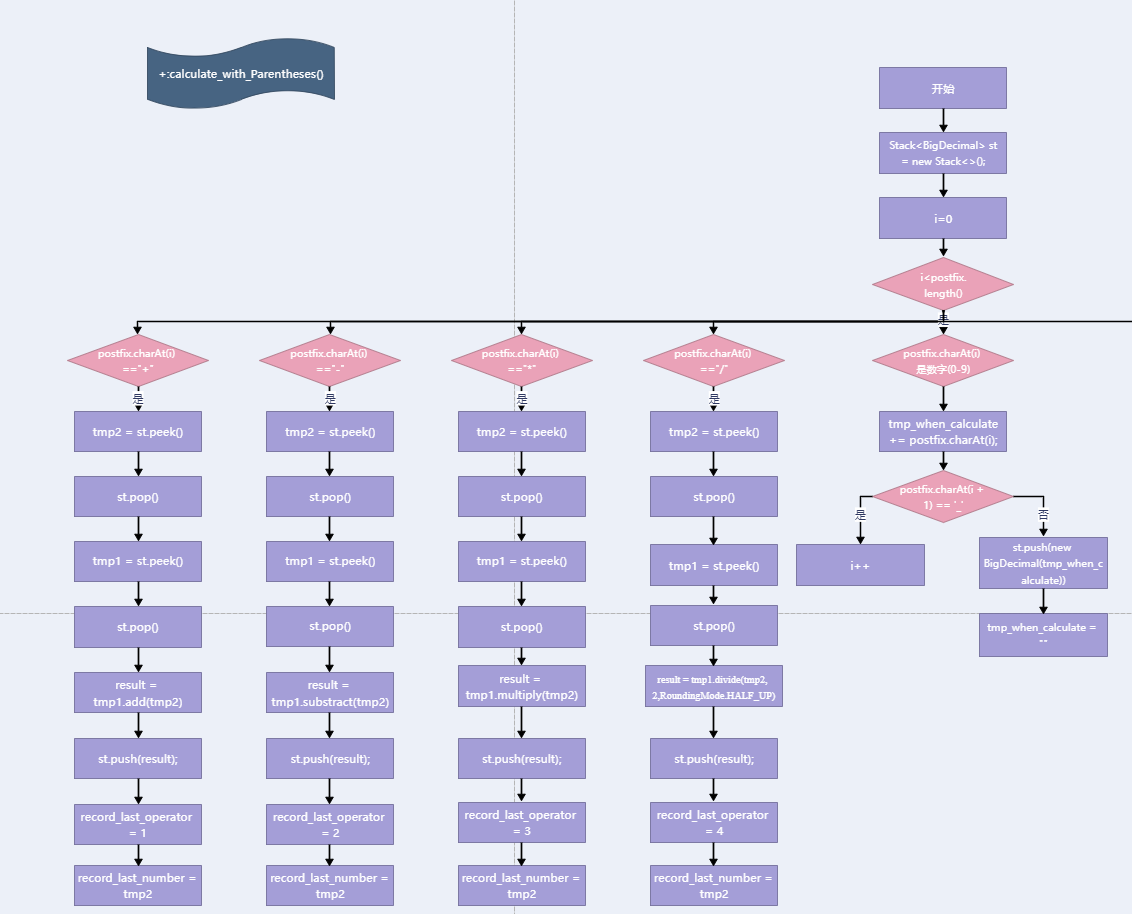 +:calculate_with_Parentheses()
开始
Stack<BigDecimal> st
= new Stack<>();
i=0
i<postfix.
length()
是
postfix.charAt(i)
=="+"
是
tmp2 = st.peek()
st.pop()
tmp1 = st.peek()
st.pop()
result =
tmp1.add(tmp2)
st.push(result);
record_last_operator
= 1
record_last_number =
tmp2
postfix.charAt(i)
=="-"
是
tmp2 = st.peek()
st.pop()
tmp1 = st.peek()
st.pop()
result =
tmp1.substract(tmp2)
st.push(result);
record_last_operator
= 2
record_last_number =
tmp2
postfix.charAt(i)
=="*"
是
tmp2 = st.peek()
st.pop()
tmp1 = st.peek()
st.pop()
result =
tmp1.multiply(tmp2)
st.push(result);
record_last_operator
= 3
record_last_number =
tmp2
postfix.charAt(i)
=="/"
是
tmp2 = st.peek()
st.pop()
tmp1 = st.peek()
st.pop()
result = tmp1.divide(tmp2,
2,RoundingMode.HALF_UP)
st.push(result);
record_last_operator
= 4
record_last_number =
tmp2
postfix.charAt(i)
是数字(0-9)
tmp_when_calculate
+= postfix.charAt(i);
postfix.charAt(i +
1) == '_'
是
i++
否
st.push(new
BigDecimal(tmp_when_c
alculate))
tmp_when_calculate =
""